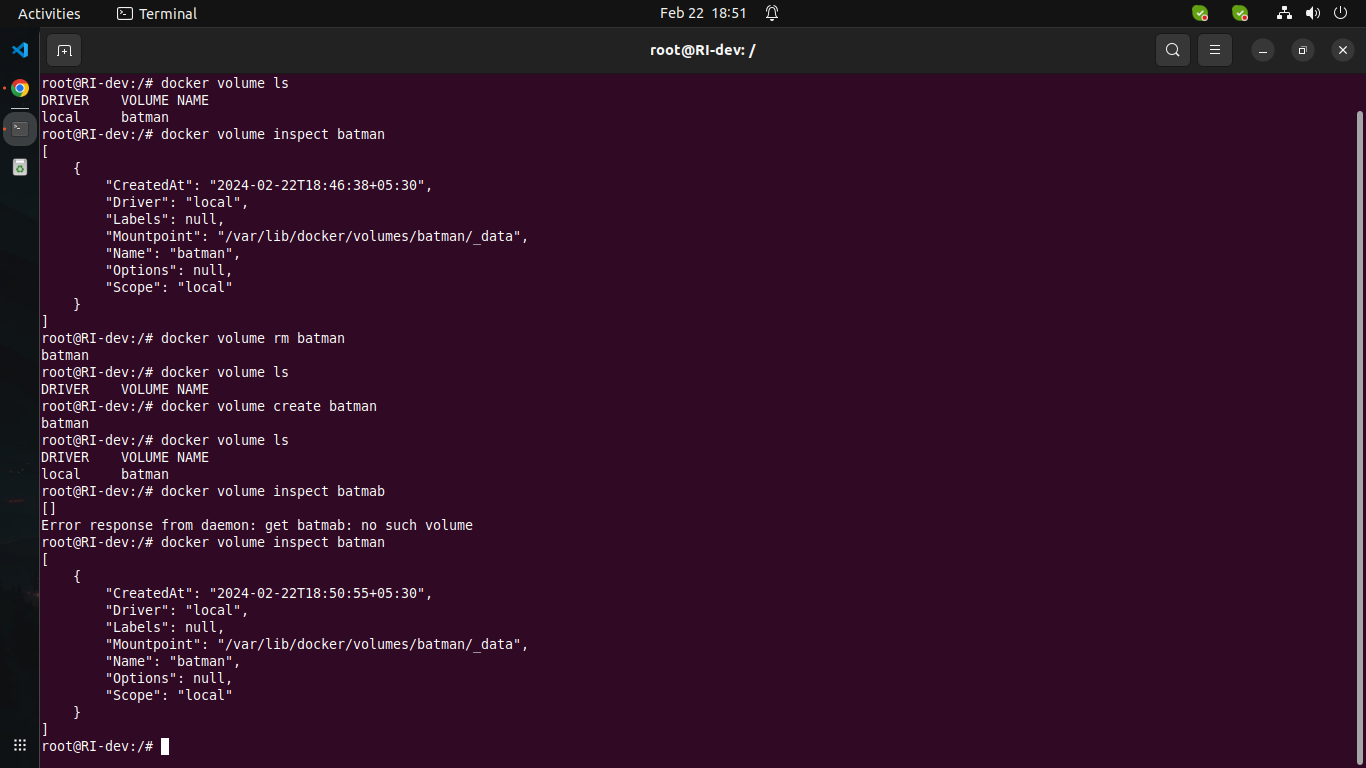 Activities Terminal Feb 22 18:51
root@RI-dev: /
root@RI-dev:/# docker volume ls
DRIVER    VOLUME NAME
local     batman
root@RI-dev:/# docker volume inspect batman
[
    {
        "CreatedAt": "2024-02-22T18:46:38+05:30",
        "Driver": "local",
        "Labels": null,
        "Mountpoint": "/var/lib/docker/volumes/batman/_data",
        "Name": "batman",
        "Options": null,
        "Scope": "local"
    }
]
root@RI-dev:/# docker volume rm batman
batman
root@RI-dev:/# docker volume ls
DRIVER    VOLUME NAME
root@RI-dev:/# docker volume create batman
batman
root@RI-dev:/# docker volume ls
DRIVER    VOLUME NAME
local     batman
root@RI-dev:/# docker volume inspect batmab
[]
Error response from daemon: get batmab: no such volume
root@RI-dev:/# docker volume inspect batman
[
    {
        "CreatedAt": "2024-02-22T18:50:55+05:30",
        "Driver": "local",
        "Labels": null,
        "Mountpoint": "/var/lib/docker/volumes/batman/_data",
        "Name": "batman",
        "Options": null,
        "Scope": "local"
    }
]
root@RI-dev:/#